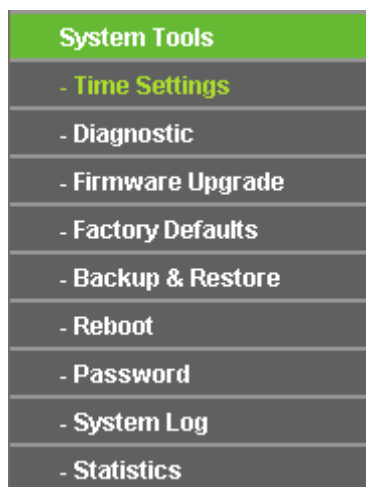 System Tools
- Time Settings
- Diagnostic
- Firmware Upgrade
- Factory Defaults
- Backup & Restore
- Reboot
- Password
- System Log
- Statistics